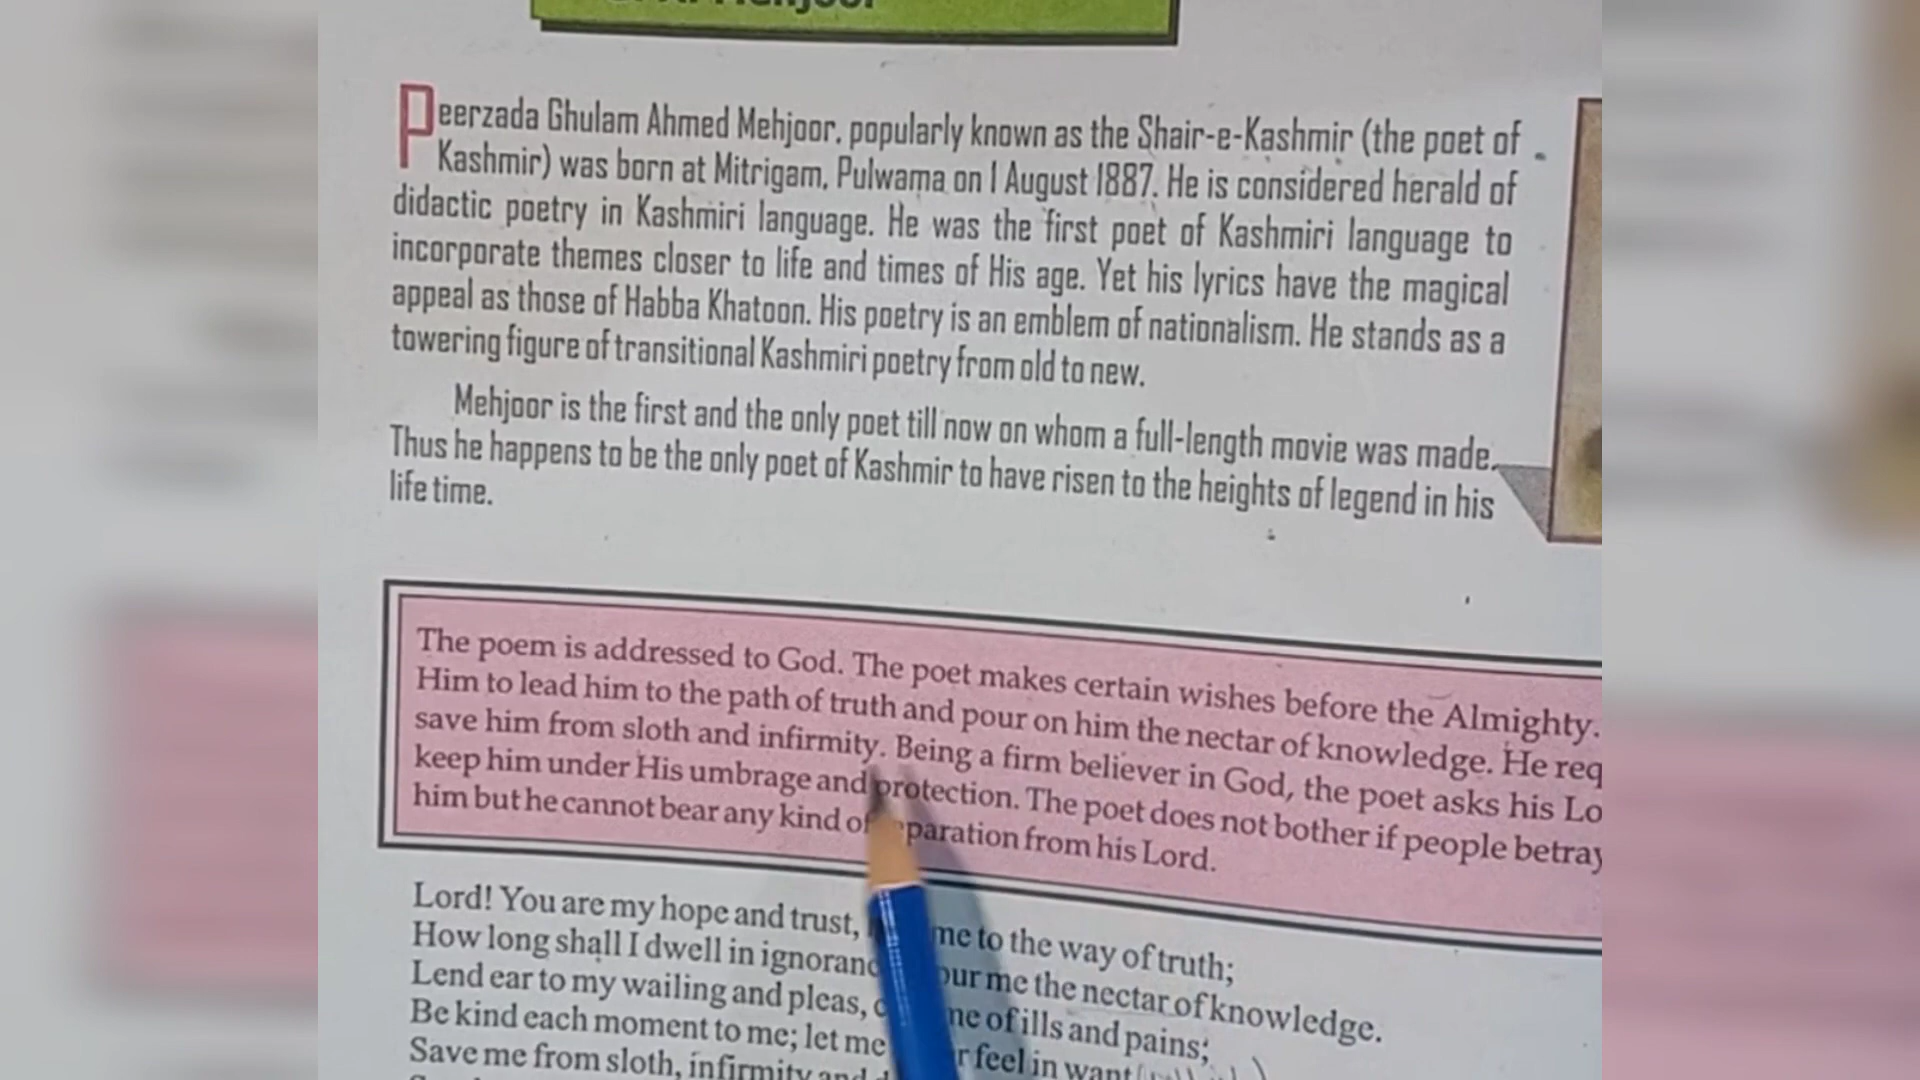 Mehjoor
Peerzada Ghulam Ahmed Mehjoor, popularly known as the Shair-e-Kashmir (the poet of
Kashmir) was born at Mitrigam, Pulwama on 1 August 1887. He is considered herald of
didactic poetry in Kashmiri language. He was the first poet of Kashmiri language to
incorporate themes closer to life and times of His age. Yet his lyrics have the magical
appeal as those of Habba Khatoon. His poetry is an emblem of nationalism. He stands as a
towering figure of transitional Kashmiri poetry from old to new.
Mehjoor is the first and the only poet till now on whom a full-length movie was made.
Thus he happens to be the only poet of Kashmir to have risen to the heights of legend in his
life time.
The poem is addressed to God. The poet makes certain wishes before the Almighty.
Him to lead him to the path of truth and pour on him the nectar of knowledge. He req
save him from sloth and infirmity. Being a firm believer in God, the poet asks his Lo
keep him under His umbrage and protection. The poet does not bother if people betray
him but he cannot bear any kind of paration from his Lord.
Lord! You are my hope and trust, me to the way of truth;
How long shall I dwell in ignoranc our me the nectar of knowledge.
Lend ear to my wailing and pleas, me of ills and pains;
Be kind each moment to me; let me feel in want
Save me from sloth, infirmity and